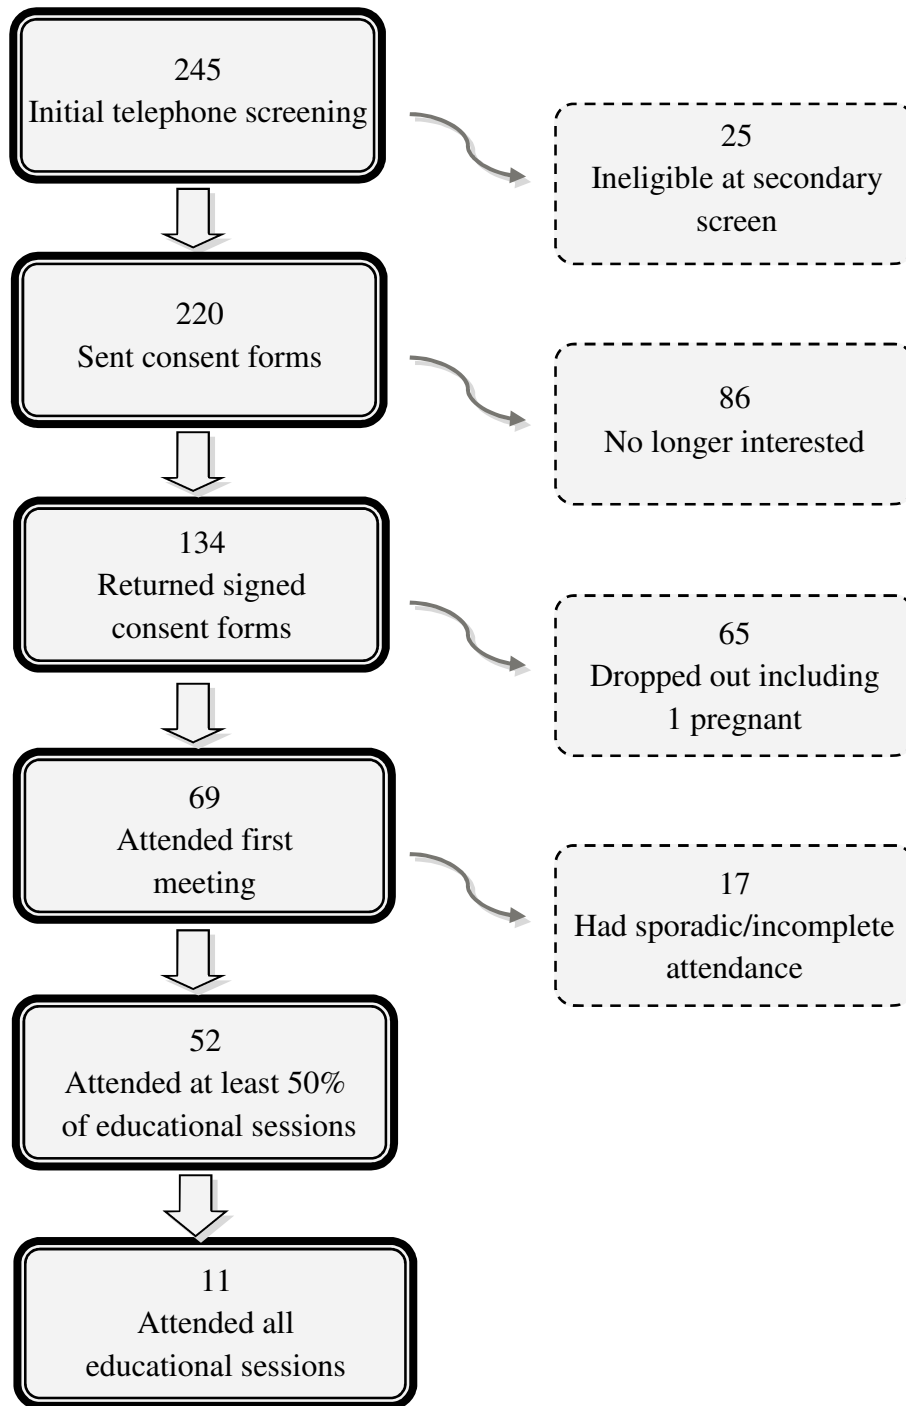 245
Initial telephone screening
25
Ineligible at secondary
screen
220
Sent consent forms
86
No longer interested
134
Returned signed
consent forms
65
Dropped out including
1 pregnant
69
Attended first
meeting
17
Had sporadic/incomplete
attendance
52
Attended at least 50%
of educational sessions
11
Attended all
educational sessions